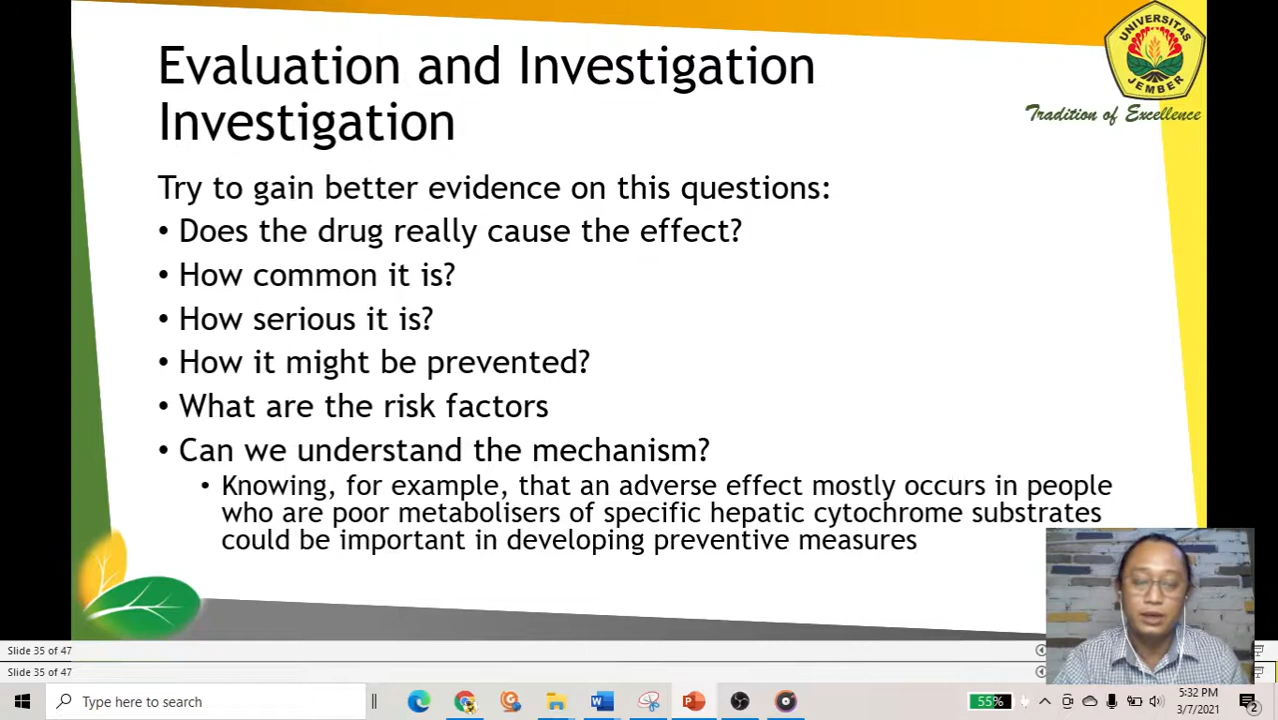 Evaluation and Investigation
Investigation
UNIVERSITAS
JEMBER
Tradition of Excellence
Try to gain better evidence on this questions:
• Does the drug really cause the effect?
• How common it is?
• How serious it is?
• How it might be prevented?
• What are the risk factors
• Can we understand the mechanism?
• Knowing, for example, that an adverse effect mostly occurs in people
who are poor metabolisers of specific hepatic cytochrome substrates
could be important in developing preventive measures
Slide 35 of 47
Slide 35 of 47
Type here to search
55%
5:32 PM
3/7/2021
2